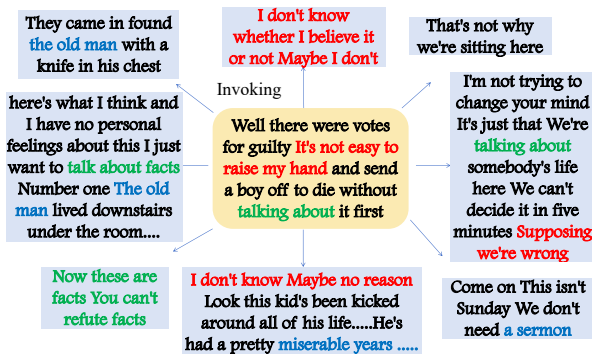 They came in found
the old man with a
knife in his chest
I don't know
whether I believe it
or not Maybe I don't
That's not why
we're sitting here
Invoking
here's what I think and
I have no personal
feelings about this I just
want to talk about facts
Number one The old
man lived downstairs
under the room....
Well there were votes
for guilty It's not easy to
raise my hand and send
a boy off to die without
talking about it first
I'm not trying to
change your mind
It's just that We're
talking about
somebody's life
here We can't
decide it in five
minutes Supposing
we're wrong
Now these are
facts You can't
refute facts
I don't know Maybe no reason
Look this kid's been kicked
around all of his life.....He's
had a pretty miserable years .....
Come on This isn't
Sunday We don't
need a sermon